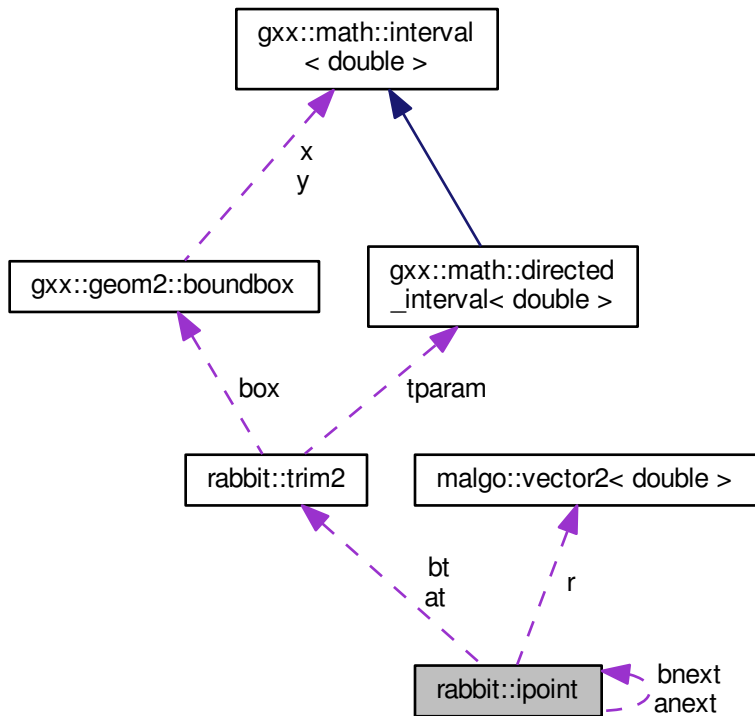 gxx::math::interval
< double >
x
y
gxx::geom2::boundbox
gxx::math::directed
_interval< double >
box
tparam
rabbit::trim2
malgo::vector2< double >
bt
at
r
rabbit::ipoint
bnext
anext